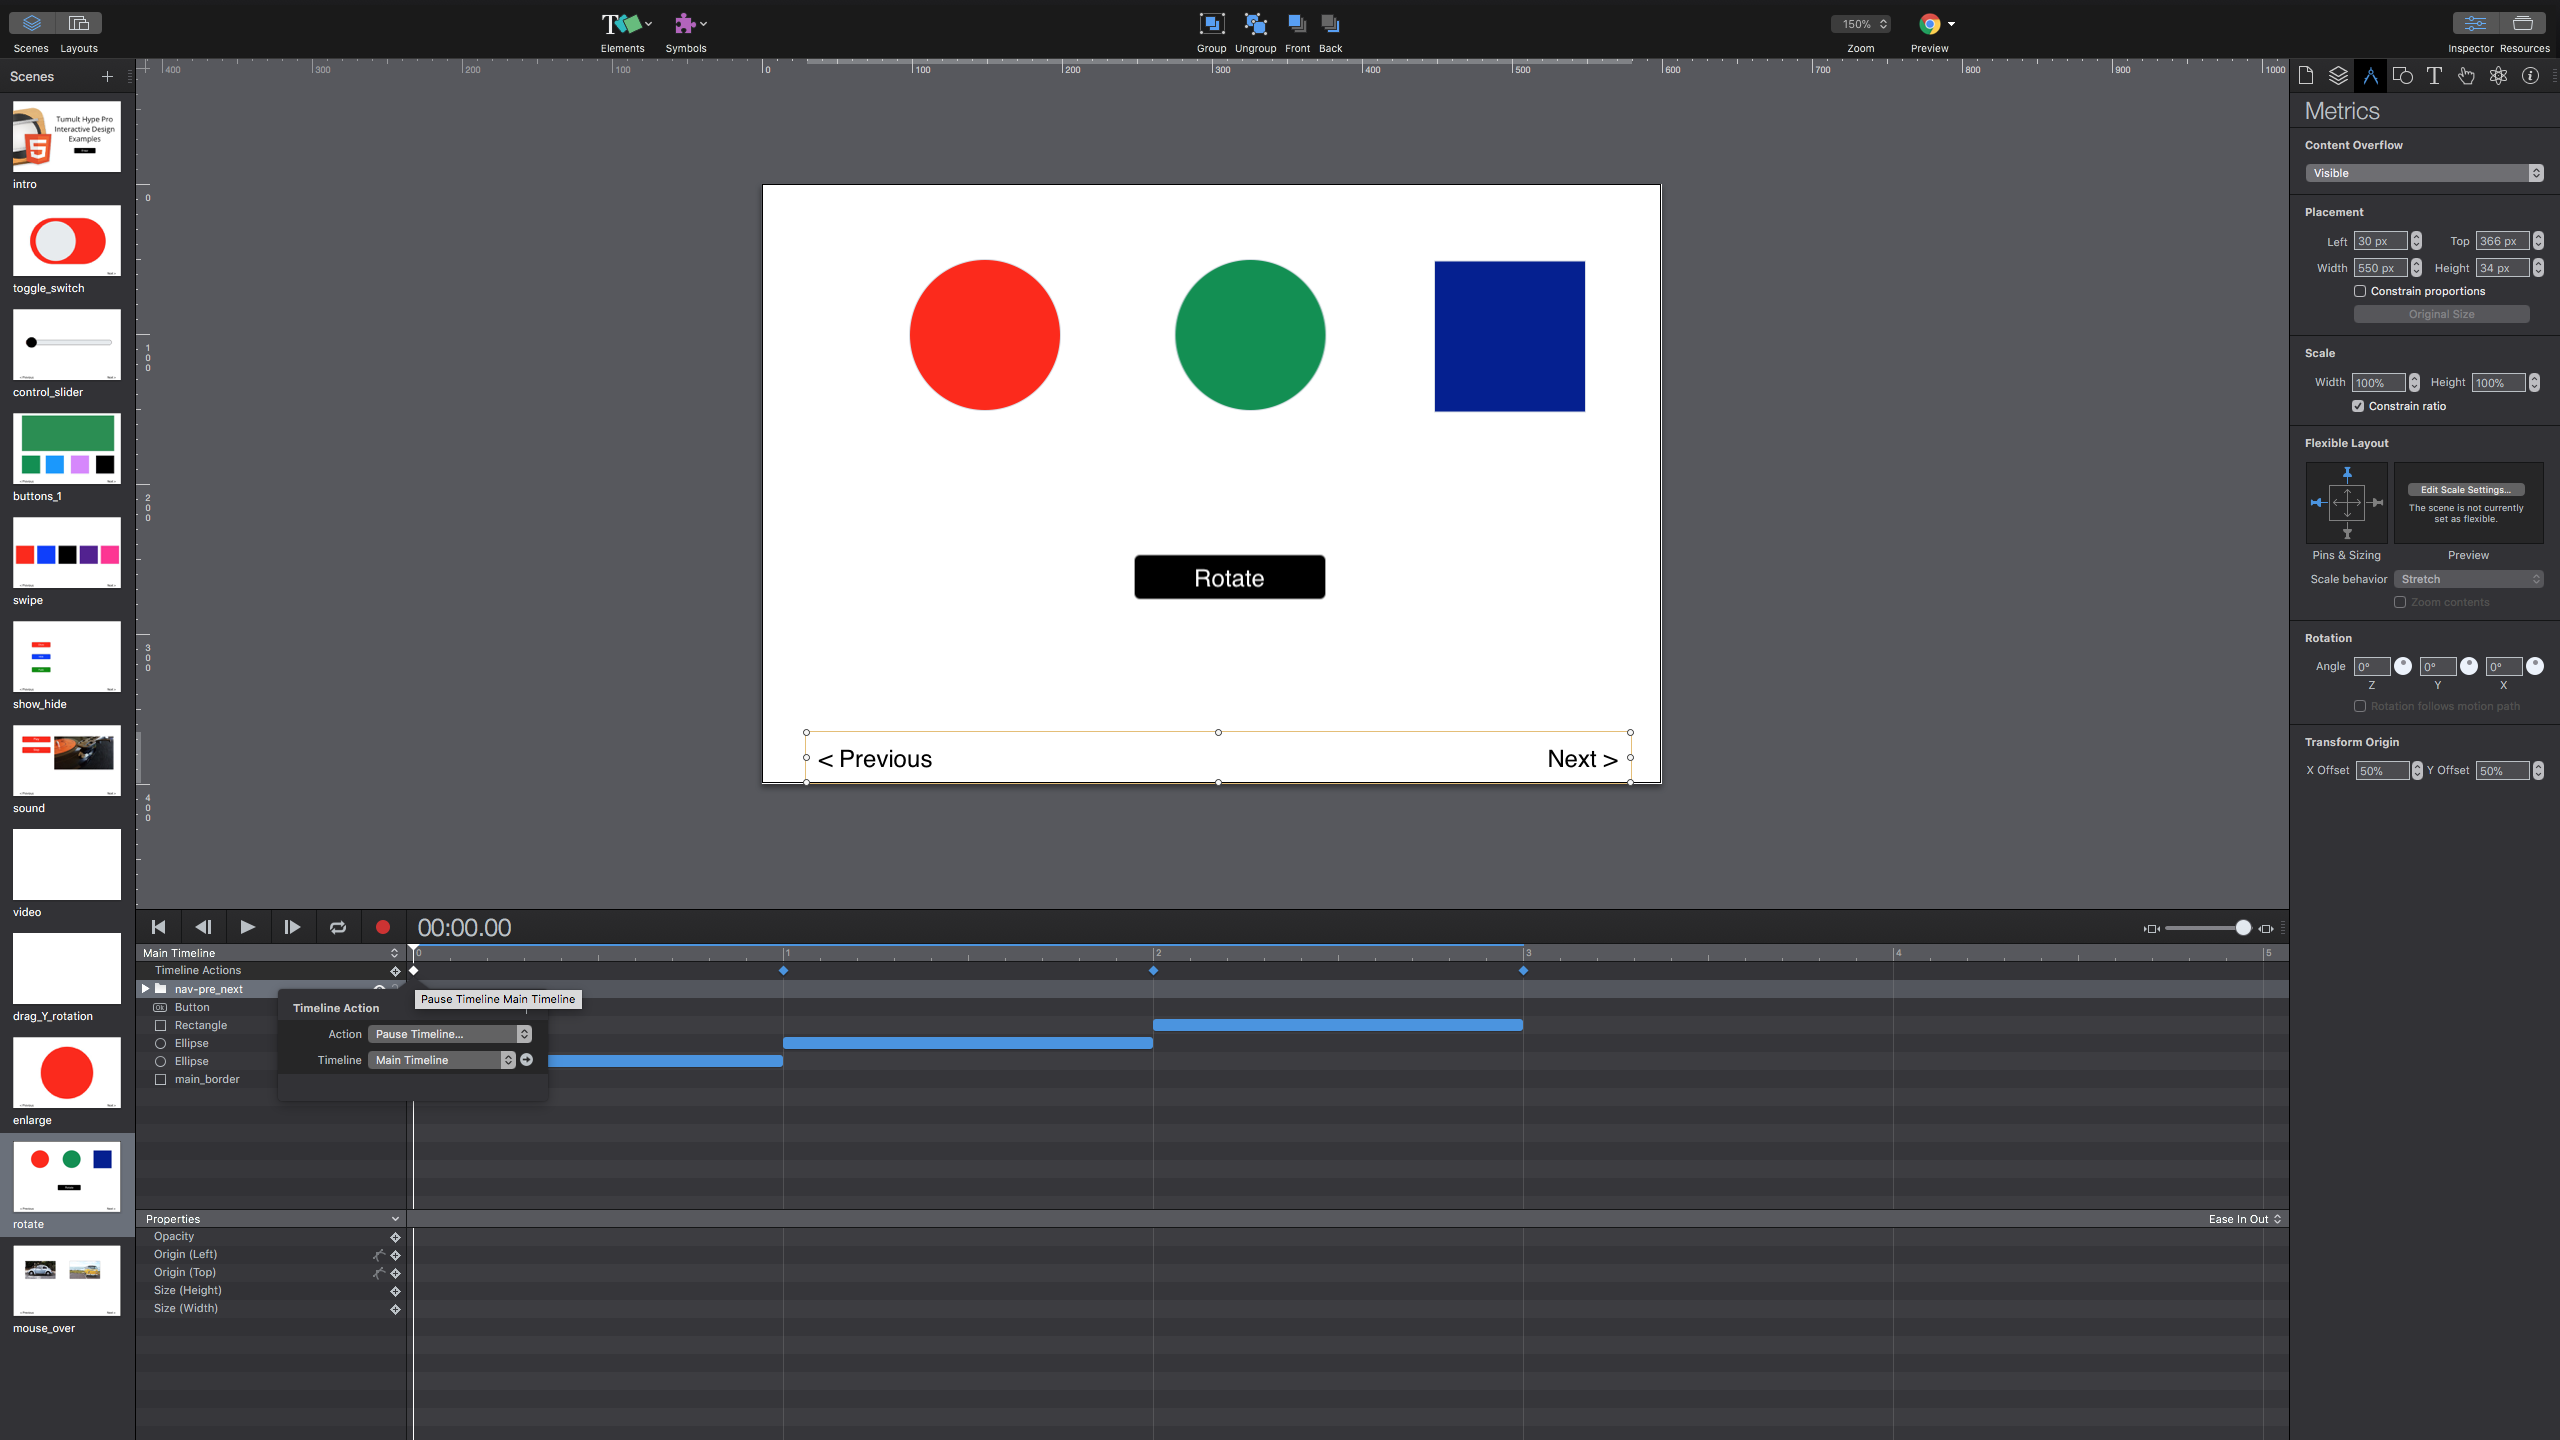 Scenes Layouts Elements Symbols Group Ungroup Front Back 150% Zoom Preview Inspector Resources
Scenes
400 300 200 100 0 100 200 300 400 500 600 700 800 900 1000
Tumult Hype Pro
Interactive Design
Examples
intro
toggle_switch
control_slider
buttons_1
swipe
show_hide
sound
video
drag_Y_rotation
enlarge
rotate
mouse_over
0
100
200
300
400
Rotate
< Previous Next >
Metrics
Content Overflow
Visible
Placement
Left 30 px Top 366 px
Width 550 px Height 34 px
Constrain proportions
Original Size
Scale
Width 100% Height 100%
Constrain ratio
Flexible Layout
Edit Scale Settings...
The scene is not currently
set as flexible.
Pins & Sizing Preview
Scale behavior Stretch
Zoom contents
Rotation
Angle 0° 0° 0°
Z Y X
Rotation follows motion path
Transform Origin
X Offset 50% Y Offset 50%
00:00.00
Main Timeline 0 1 2 3 4 5
Timeline Actions
nav-pre_next
Button
Rectangle
Ellipse
Ellipse
main_border
Pause Timeline Main Timeline
Timeline Action
Action Pause Timeline...
Timeline Main Timeline
Properties Ease In Out
Opacity
Origin (Left)
Origin (Top)
Size (Height)
Size (Width)